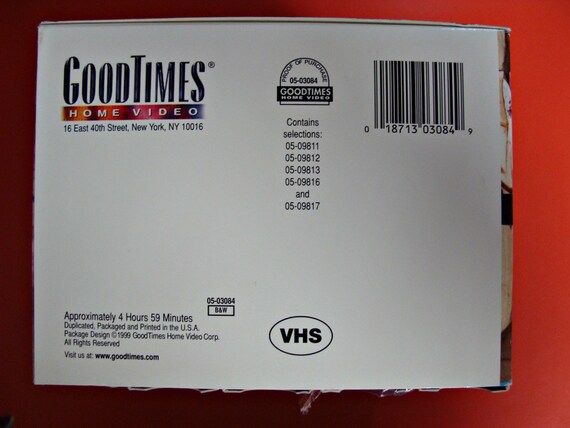 GOODTIMES®
HOME VIDEO
16 East 40th Street, New York, NY 10016
PROOF OF PURCHASE
05-03084
GOODTIMES
HOME VIDEO
Contains
selections:
05-09811
05-09812
05-09813
05-09816
and
05-09817
0 18713 03084 9
05-03084
B&W
Approximately 4 Hours 59 Minutes
Duplicated, Packaged and Printed in the U.S.A.
Package Design ©1999 GoodTimes Home Video Corp.
All Rights Reserved
Visit us at: www.goodtimes.com
VHS